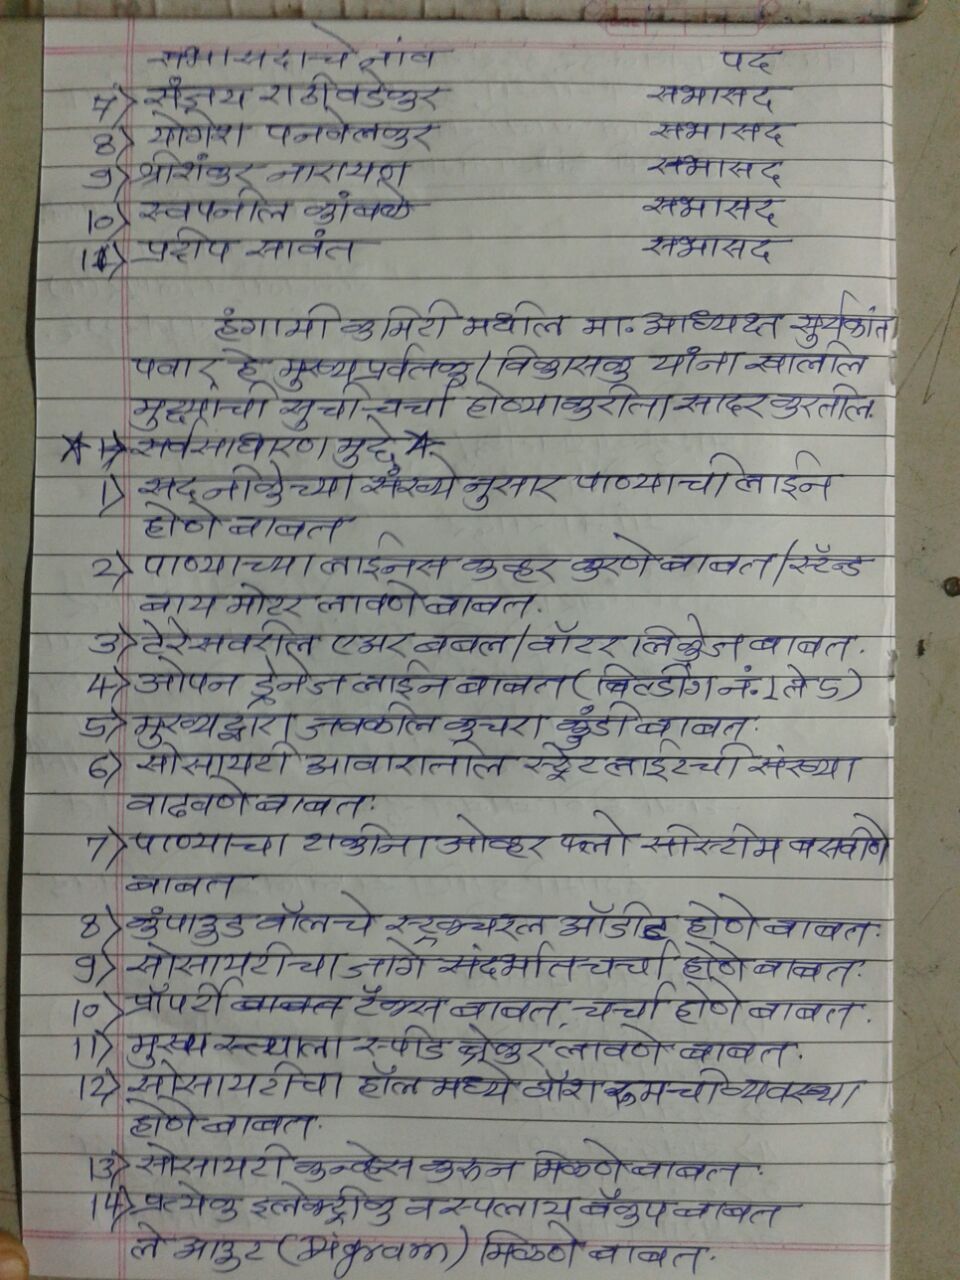 सभासदाचे नांव पद
7) संजय राठीवडेकर सभासद
8) योगेश पनवेलकर सभासद
9) श्रीशंकर नारायण सभासद
10) स्वपनील कांबळे सभासद
11) प्रदीप सावंत सभासद
हंगामी कमिटी मधील मा. आध्यक्ष सुर्यकांत
पवार हे मुख्य प्रर्वतक / विकासक यांना खालील
मुद्द्याची सुची चर्चा होण्याकरीता सादर करतील.
* 1) सर्वसाधारण मुद्दे *
1) सदनीकेच्या संख्ये नुसार पाण्याची लाईन
होणे बाबत
2) पाण्याच्या लाईनस कव्हर करणे बाबत / स्टॅन्ड
बाय मोटर लावणे बाबत.
3) टेरेसवरील एअर बबल / वॉटर लिकेज बाबत.
4) ओपन ड्रेनेज लाईन बाबत (बिल्डींग नं. 1 ते 5)
5) मुख्यद्वारा जवळील कचरा कुंडी बाबत.
6) सोसायटी आवारातील स्ट्रेट लाईटची संख्या
वाढवणे बाबत.
7) पाण्याचा टाकीना ओव्हर फ्लो सीस्टीम बसवीणे
बाबत
8) कुंपाउड वॉलचे स्ट्रक्चरल ऑडीट होणे बाबत.
9) सोसायटीचा जागे संदर्भात चर्चा होणे बाबत.
10) प्रॉपर्टी बाबत टॅक्स बाबत, चर्चा होणे बाबत.
11) मुख्य रस्त्याला स्पीड ब्रेकर लावणे बाबत.
12) सोसायटीचा हॉल मध्ये वॉश रूमची व्यवस्था
होणे बाबत.
13) सोसायटी कन्व्हेस करून मिळणे बाबत.
14) प्रत्येक इलेक्ट्रीक व स्पलाय बॅकप बाबत
ले आउट मिळणे बाबत.